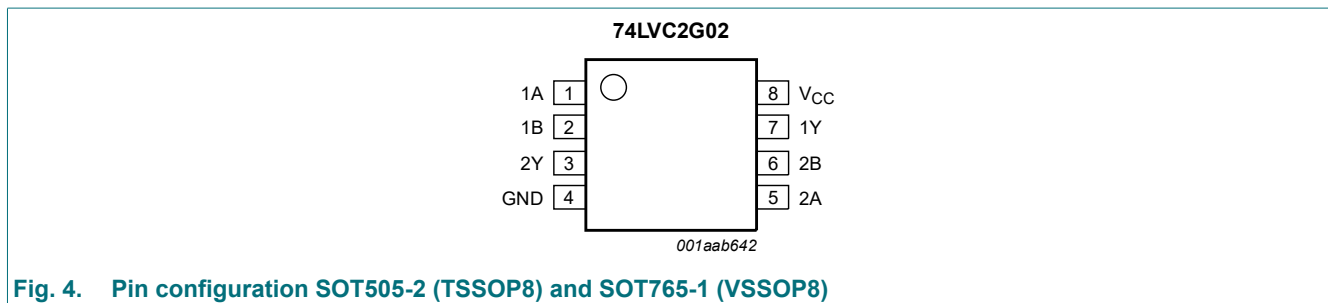 74LVC2G02
1A 1 8 VCC
1B 2 7 1Y
2Y 3 6 2B
GND 4 5 2A
001aab642
Fig. 4. Pin configuration SOT505-2 (TSSOP8) and SOT765-1 (VSSOP8)